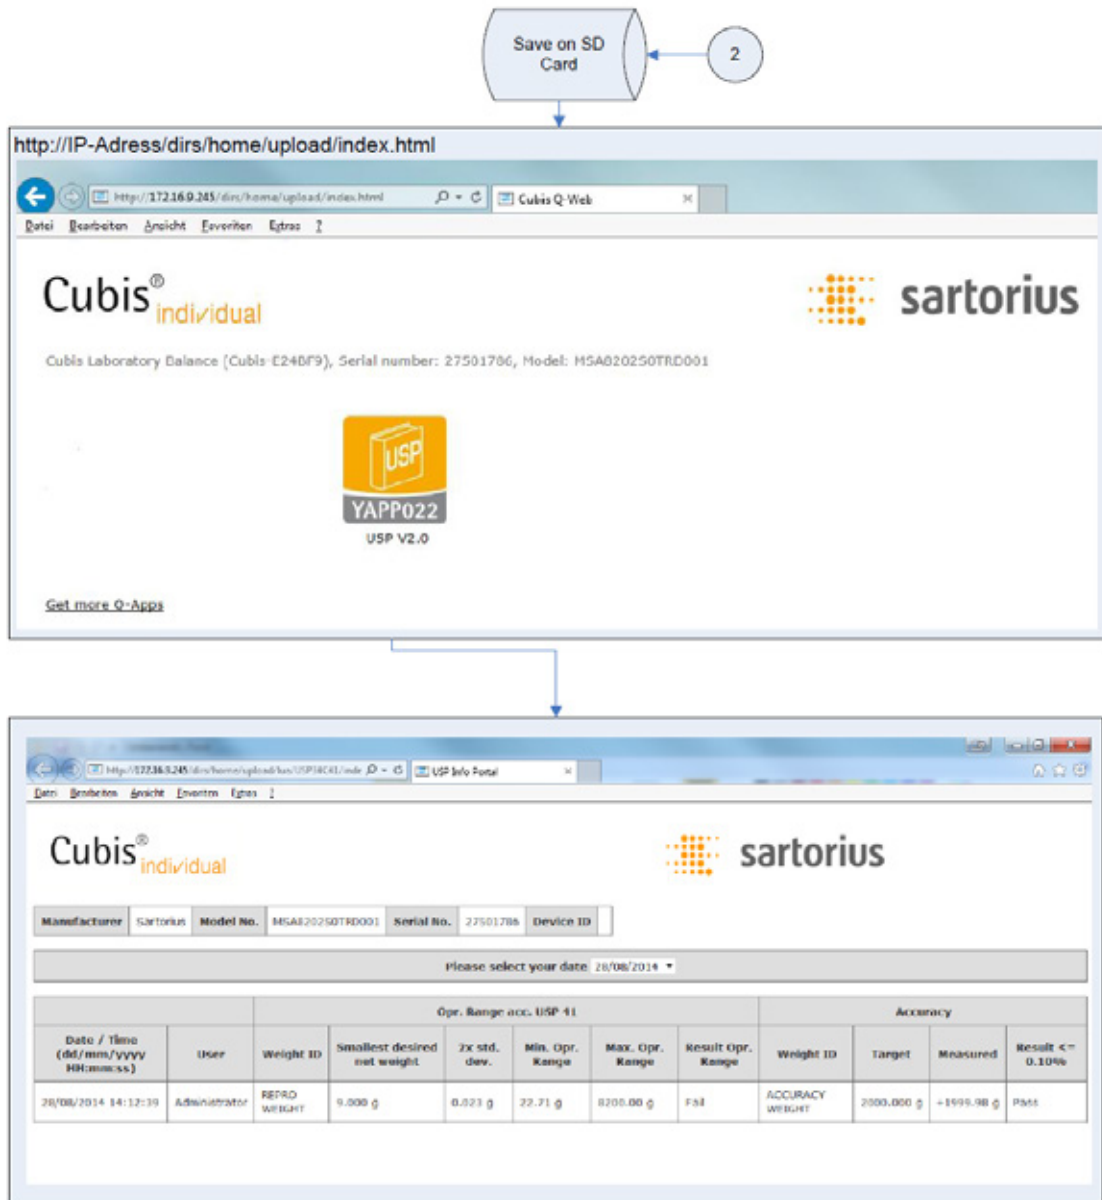 Save on SD
Card
2
http://IP-Adress/dirs/home/upload/index.html
http://172.16.9.245/dirs/home/upload/index.html
Cubis Q-Web
Datei Bearbeiten Ansicht Favoriten Extras ?
Cubis® individual
sartorius
Cubis Laboratory Balance (Cubis-E24BF9), Serial number: 27501786, Model: MSA8202S0TRD001
USP
YAPP022
USP V2.0
Get more Q-Apps
USP Info Portal
Datei Bearbeiten Ansicht Favoriten Extras ?
Cubis® individual
sartorius
Manufacturer Sartorius Model No. MSA8202S0TRD001 Serial No. 27501786 Device ID
Please select your date 28/08/2014
Opr. Range acc. USP 41 Accuracy
Date / Time (dd/mm/yyyy HH:mm:ss) User Weight ID Smallest desired net weight 2x std. dev. Min. Opr. Range Max. Opr. Range Result Opr. Range Weight ID Target Measured Result <= 0.10%
28/08/2014 14:12:39 Administrator REPRO WEIGHT 9.000 g 0.023 g 22.71 g 8200.00 g Fail ACCURACY WEIGHT 2000.000 g +1999.98 g Pass